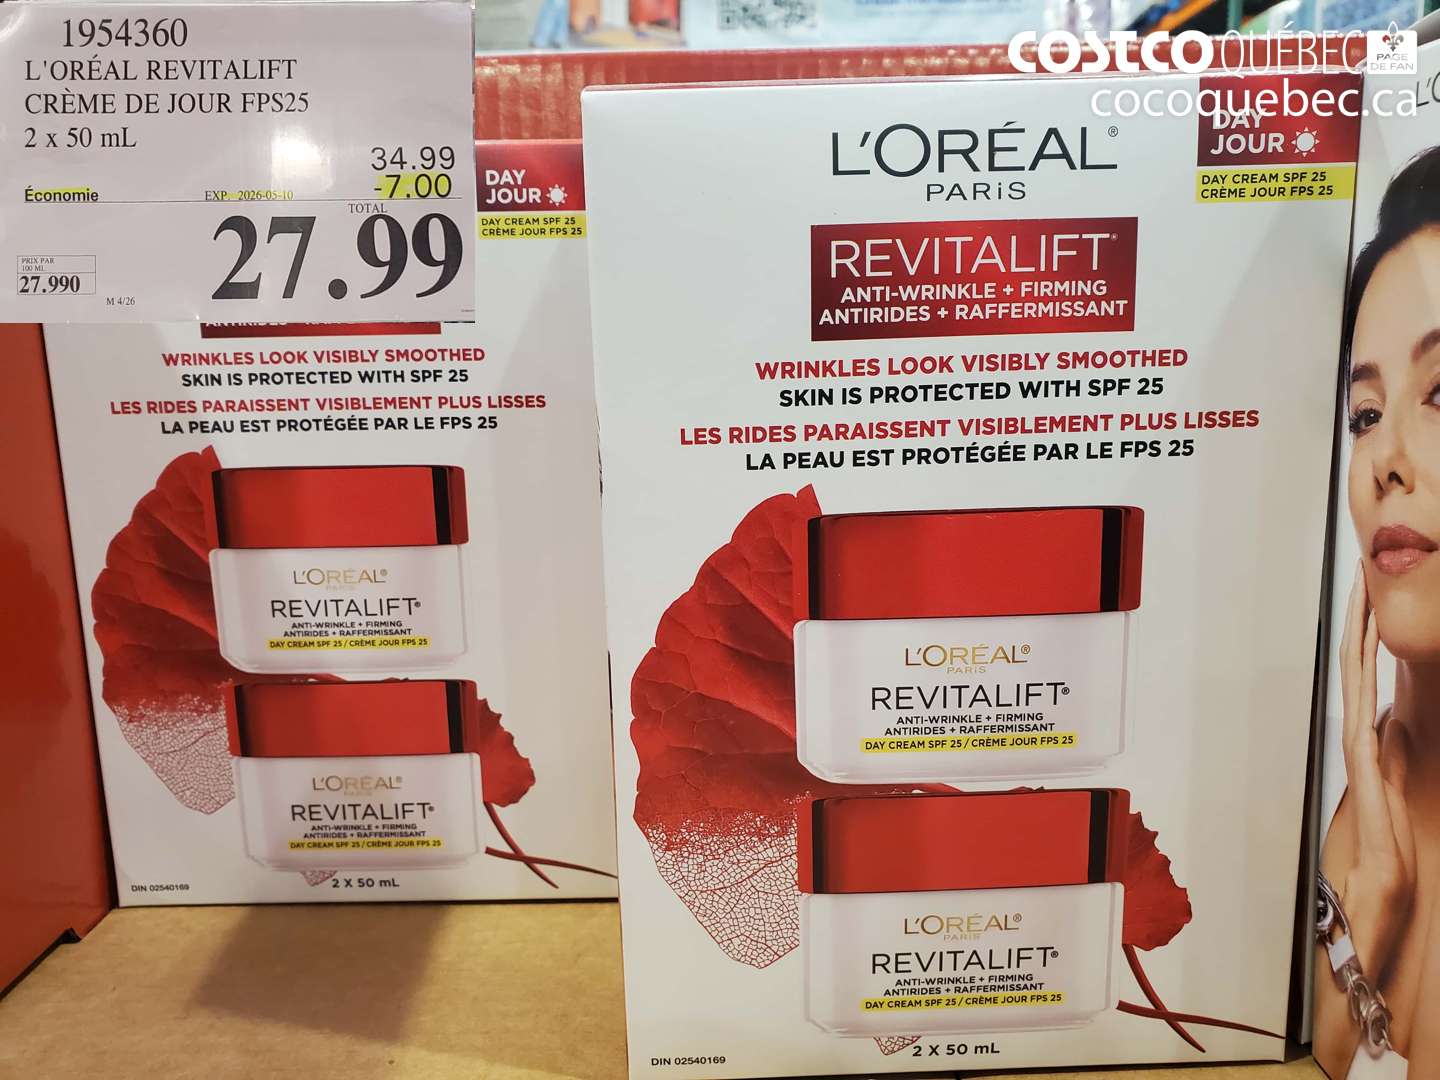 1954360
L'ORÉAL REVITALIFT
CRÈME DE JOUR FPS25
2 x 50 mL
34.99
Économie
EXP. 2026-05-10
-7.00
TOTAL
27.99
PRIX PAR
100 ML
27.990
M 4/26
COSTCO QUÉBEC
PAGE
DE FAN
cocoquebec.ca
DAY
JOUR
DAY CREAM SPF 25
CRÈME JOUR FPS 25
WRINKLES LOOK VISIBLY SMOOTHED
SKIN IS PROTECTED WITH SPF 25
LES RIDES PARAISSENT VISIBLEMENT PLUS LISSES
LA PEAU EST PROTÉGÉE PAR LE FPS 25
L'ORÉAL®
PARIS
REVITALIFT®
ANTI-WRINKLE + FIRMING
ANTIRIDES + RAFFERMISSANT
DAY CREAM SPF 25 / CRÈME JOUR FPS 25
L'ORÉAL®
PARIS
REVITALIFT®
ANTI-WRINKLE + FIRMING
ANTIRIDES + RAFFERMISSANT
DAY CREAM SPF 25 / CRÈME JOUR FPS 25
DIN 02540169
2 X 50 mL
L'ORÉAL®
PARIS
DAY
JOUR
DAY CREAM SPF 25
CRÈME JOUR FPS 25
REVITALIFT®
ANTI-WRINKLE + FIRMING
ANTIRIDES + RAFFERMISSANT
WRINKLES LOOK VISIBLY SMOOTHED
SKIN IS PROTECTED WITH SPF 25
LES RIDES PARAISSENT VISIBLEMENT PLUS LISSES
LA PEAU EST PROTÉGÉE PAR LE FPS 25
L'ORÉAL®
PARIS
REVITALIFT®
ANTI-WRINKLE + FIRMING
ANTIRIDES + RAFFERMISSANT
DAY CREAM SPF 25 / CRÈME JOUR FPS 25
L'ORÉAL®
PARIS
REVITALIFT®
ANTI-WRINKLE + FIRMING
ANTIRIDES + RAFFERMISSANT
DAY CREAM SPF 25 / CRÈME JOUR FPS 25
DIN 02540169
2 X 50 mL